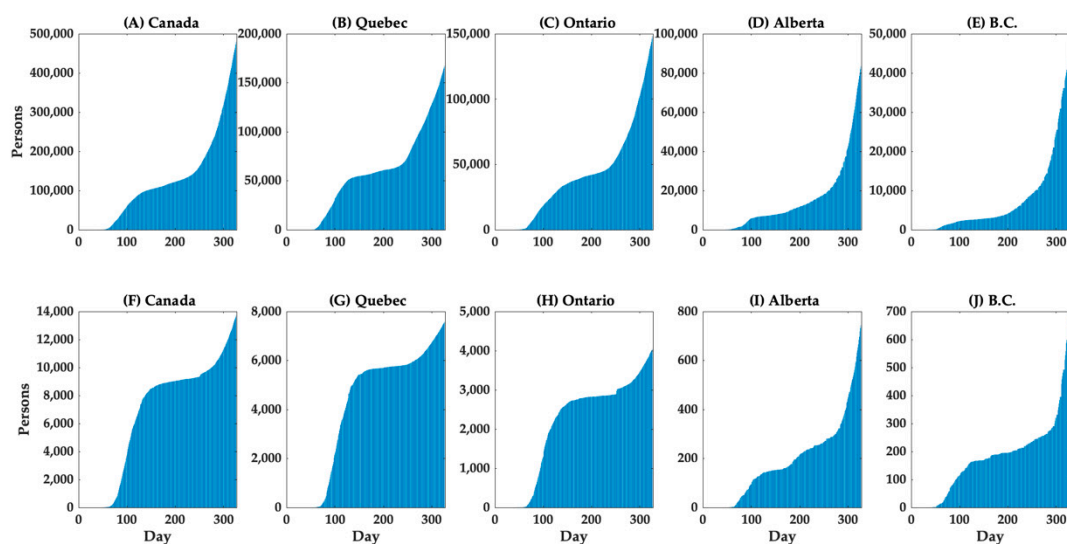 (A) Canada
(B) Quebec
(C) Ontario
(D) Alberta
(E) B.C.
500,000
400,000
300,000
200,000
100,000
0
0 100 200 300
200,000
150,000
100,000
50,000
0
0 100 200 300
150,000
100,000
50,000
0
0 100 200 300
100,000
80,000
60,000
40,000
20,000
0
0 100 200 300
50,000
40,000
30,000
20,000
10,000
0
0 100 200 300
Persons
(F) Canada
(G) Quebec
(H) Ontario
(I) Alberta
(J) B.C.
14,000
12,000
10,000
8,000
6,000
4,000
2,000
0
0 100 200 300
8,000
6,000
4,000
2,000
0
0 100 200 300
5,000
4,000
3,000
2,000
1,000
0
0 100 200 300
800
600
400
200
0
0 100 200 300
700
600
500
400
300
200
100
0
0 100 200 300
Persons
Day
Day
Day
Day
Day